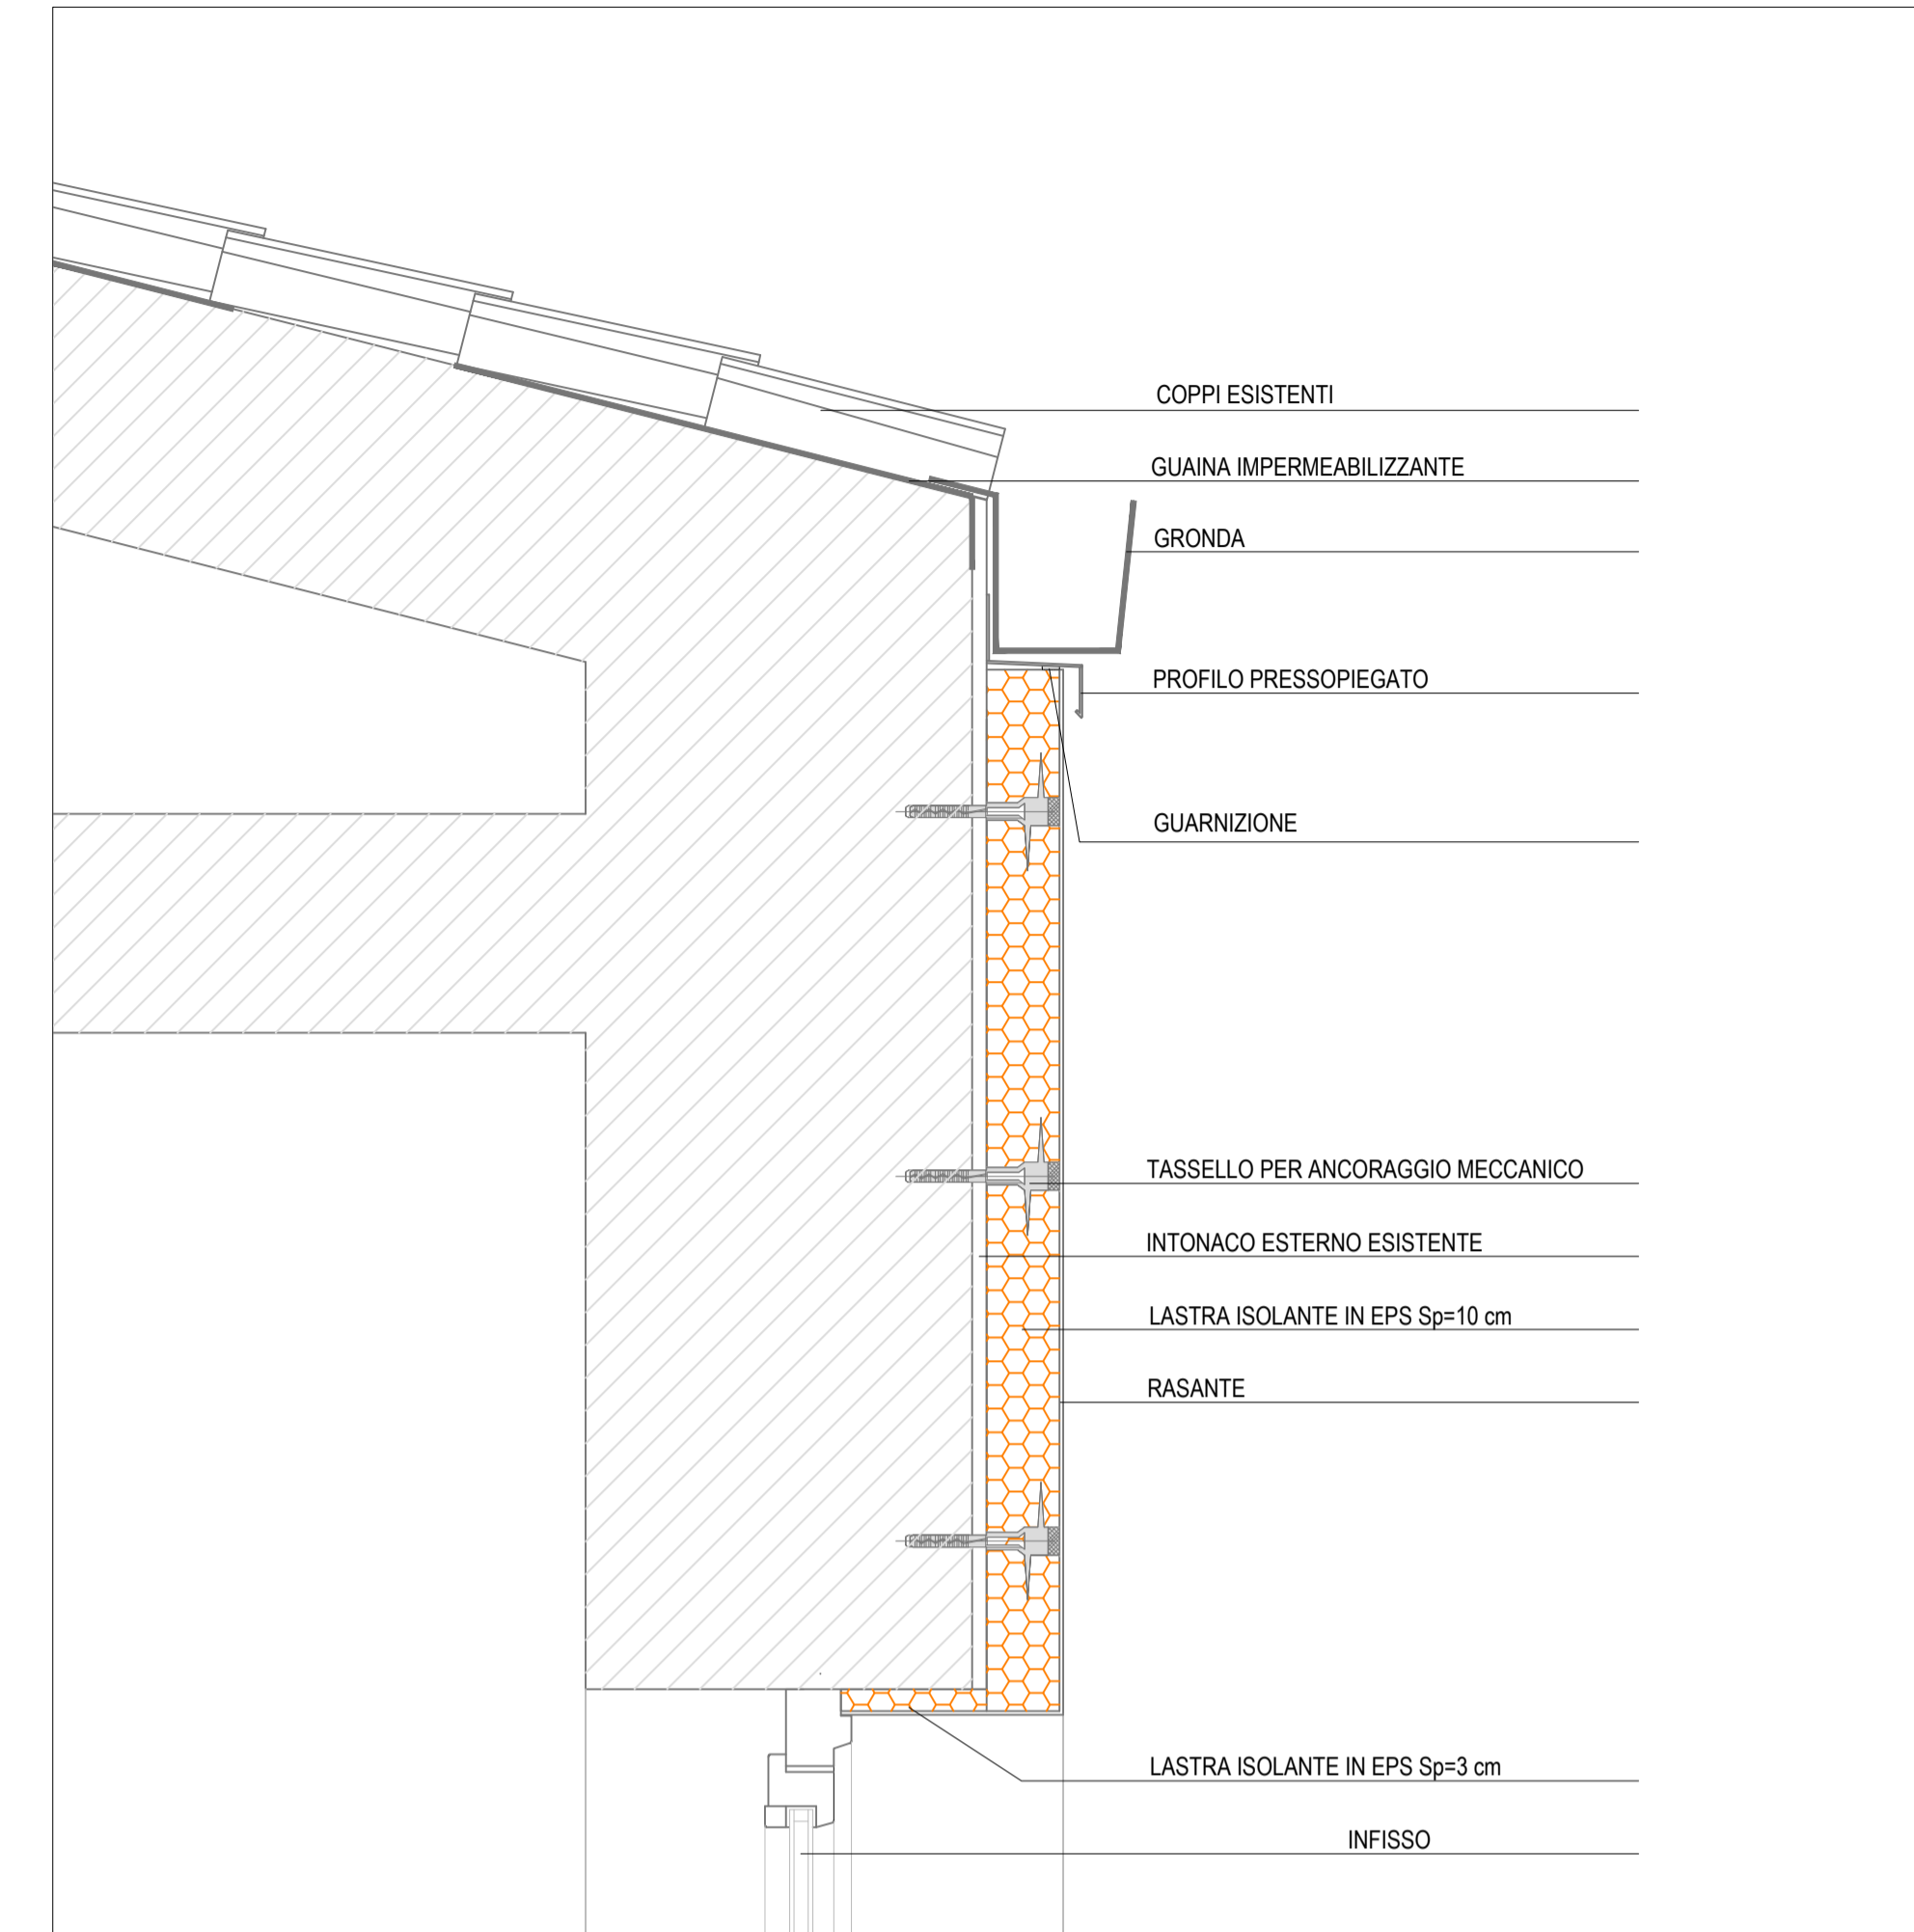 COPPI ESISTENTI
GUAINA IMPERMEABILIZZANTE
GRONDA
PROFILO PRESSOPIEGATO
GUARNIZIONE
TASSELLO PER ANCORAGGIO MECCANICO
INTONACO ESTERNO ESISTENTE
LASTRA ISOLANTE IN EPS Sp=10 cm
RASANTE
LASTRA ISOLANTE IN EPS Sp=3 cm
INFISSO